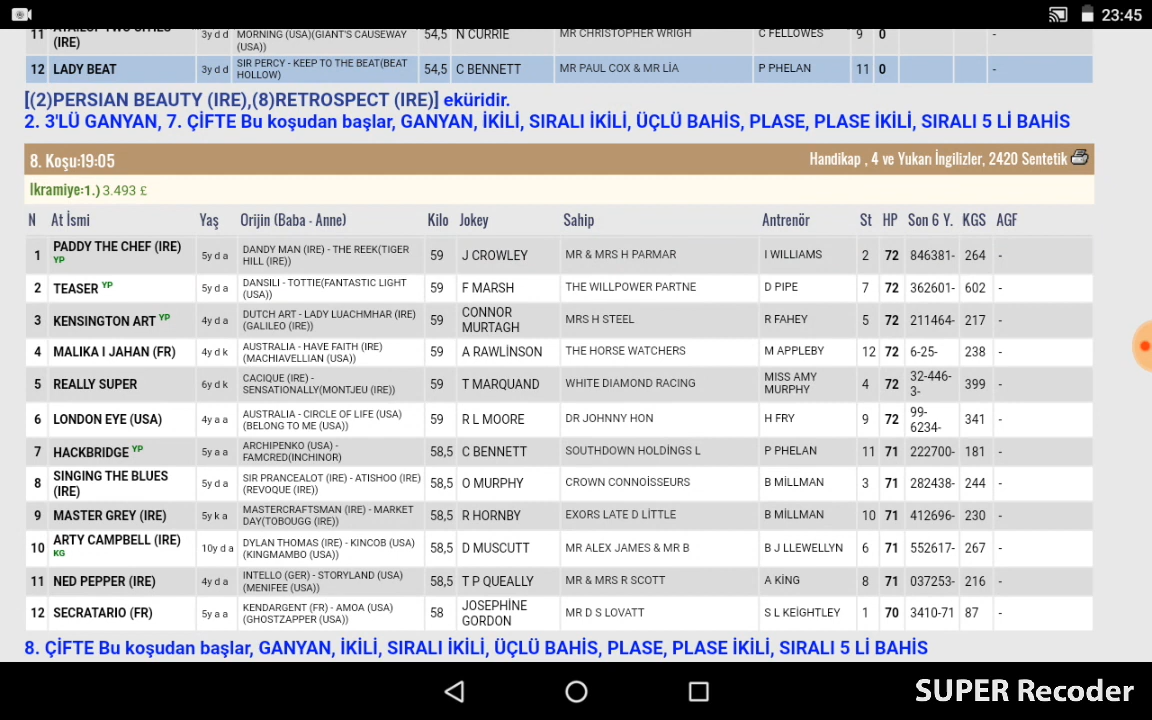 23:45
11 (IRE) 3y d d MORNING (USA)(GIANT'S CAUSEWAY (USA)) 54,5 N CURRIE MR CHRISTOPHER WRIGH C FELLOWES 9 0 -
12 LADY BEAT 3y d d SIR PERCY - KEEP TO THE BEAT(BEAT HOLLOW) 54,5 C BENNETT MR PAUL COX & MR LİA P PHELAN 11 0 -
[(2)PERSIAN BEAUTY (IRE),(8)RETROSPECT (IRE)] eküridir.
2. 3'LÜ GANYAN, 7. ÇİFTE Bu koşudan başlar, GANYAN, İKİLİ, SIRALI İKİLİ, ÜÇLÜ BAHİS, PLASE, PLASE İKİLİ, SIRALI 5 Lİ BAHİS
8. Koşu:19:05 Handikap , 4 ve Yukarı İngilizler, 2420 Sentetik
İkramiye:1.) 3.493 £
N At İsmi Yaş Orijin (Baba - Anne) Kilo Jokey Sahip Antrenör St HP Son 6 Y. KGS AGF
1 PADDY THE CHEF (IRE) YP 5y d a DANDY MAN (IRE) - THE REEK(TIGER HILL (IRE)) 59 J CROWLEY MR & MRS H PARMAR I WILLIAMS 2 72 846381- 264 -
2 TEASER YP 5y d a DANSILI - TOTTIE(FANTASTIC LIGHT (USA)) 59 F MARSH THE WILLPOWER PARTNE D PIPE 7 72 362601- 602 -
3 KENSINGTON ART YP 4y d a DUTCH ART - LADY LUACHMHAR (IRE)(GALILEO (IRE)) 59 CONNOR MURTAGH MRS H STEEL R FAHEY 5 72 211464- 217 -
4 MALIKA I JAHAN (FR) 4y d k AUSTRALIA - HAVE FAITH (IRE)(MACHIAVELLIAN (USA)) 59 A RAWLİNSON THE HORSE WATCHERS M APPLEBY 12 72 6-25- 238 -
5 REALLY SUPER 6y d k CACIQUE (IRE) - SENSATIONALLY(MONTJEU (IRE)) 59 T MARQUAND WHITE DIAMOND RACING MISS AMY MURPHY 4 72 32-446-3- 399 -
6 LONDON EYE (USA) 4y a a AUSTRALIA - CIRCLE OF LIFE (USA)(BELONG TO ME (USA)) 59 R L MOORE DR JOHNNY HON H FRY 9 72 99-6234- 341 -
7 HACKBRIDGE YP 5y a a ARCHIPENKO (USA) - FAMCRED(INCHINOR) 58,5 C BENNETT SOUTHDOWN HOLDİNGS L P PHELAN 11 71 222700- 181 -
8 SINGING THE BLUES (IRE) 5y d a SIR PRANCEALOT (IRE) - ATISHOO (IRE)(REVOQUE (IRE)) 58,5 O MURPHY CROWN CONNOİSSEURS B MİLLMAN 3 71 282438- 244 -
9 MASTER GREY (IRE) 5y k a MASTERCRAFTSMAN (IRE) - MARKET DAY(TOBOUGG (IRE)) 58,5 R HORNBY EXORS LATE D LİTTLE B MİLLMAN 10 71 412696- 230 -
10 ARTY CAMPBELL (IRE) KG 10y d a DYLAN THOMAS (IRE) - KINCOB (USA)(KINGMAMBO (USA)) 58,5 D MUSCUTT MR ALEX JAMES & MR B B J LLEWELLYN 6 71 552617- 267 -
11 NED PEPPER (IRE) 4y d a INTELLO (GER) - STORYLAND (USA)(MENIFEE (USA)) 58,5 T P QUEALLY MR & MRS R SCOTT A KİNG 8 71 037253- 216 -
12 SECRATARIO (FR) 5y a a KENDARGENT (FR) - AMOA (USA)(GHOSTZAPPER (USA)) 58 JOSEPHİNE GORDON MR D S LOVATT S L KEİGHTLEY 1 70 3410-71 87 -
8. ÇİFTE Bu koşudan başlar, GANYAN, İKİLİ, SIRALI İKİLİ, ÜÇLÜ BAHİS, PLASE, PLASE İKİLİ, SIRALI 5 Lİ BAHİS
SUPER Recoder